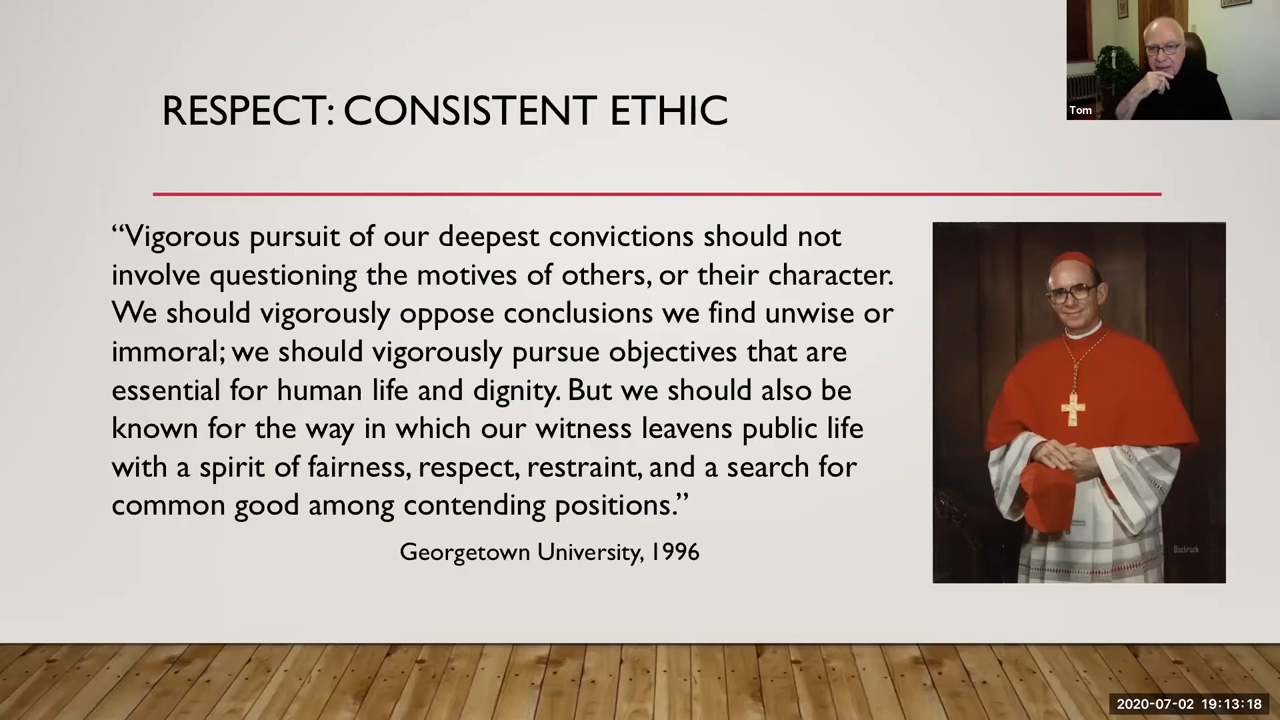 RESPECT: CONSISTENT ETHIC
Tom
“Vigorous pursuit of our deepest convictions should not
involve questioning the motives of others, or their character.
We should vigorously oppose conclusions we find unwise or
immoral; we should vigorously pursue objectives that are
essential for human life and dignity. But we should also be
known for the way in which our witness leavens public life
with a spirit of fairness, respect, restraint, and a search for
common good among contending positions.”
Georgetown University, 1996
Bachrach
2020-07-02 19:13:18